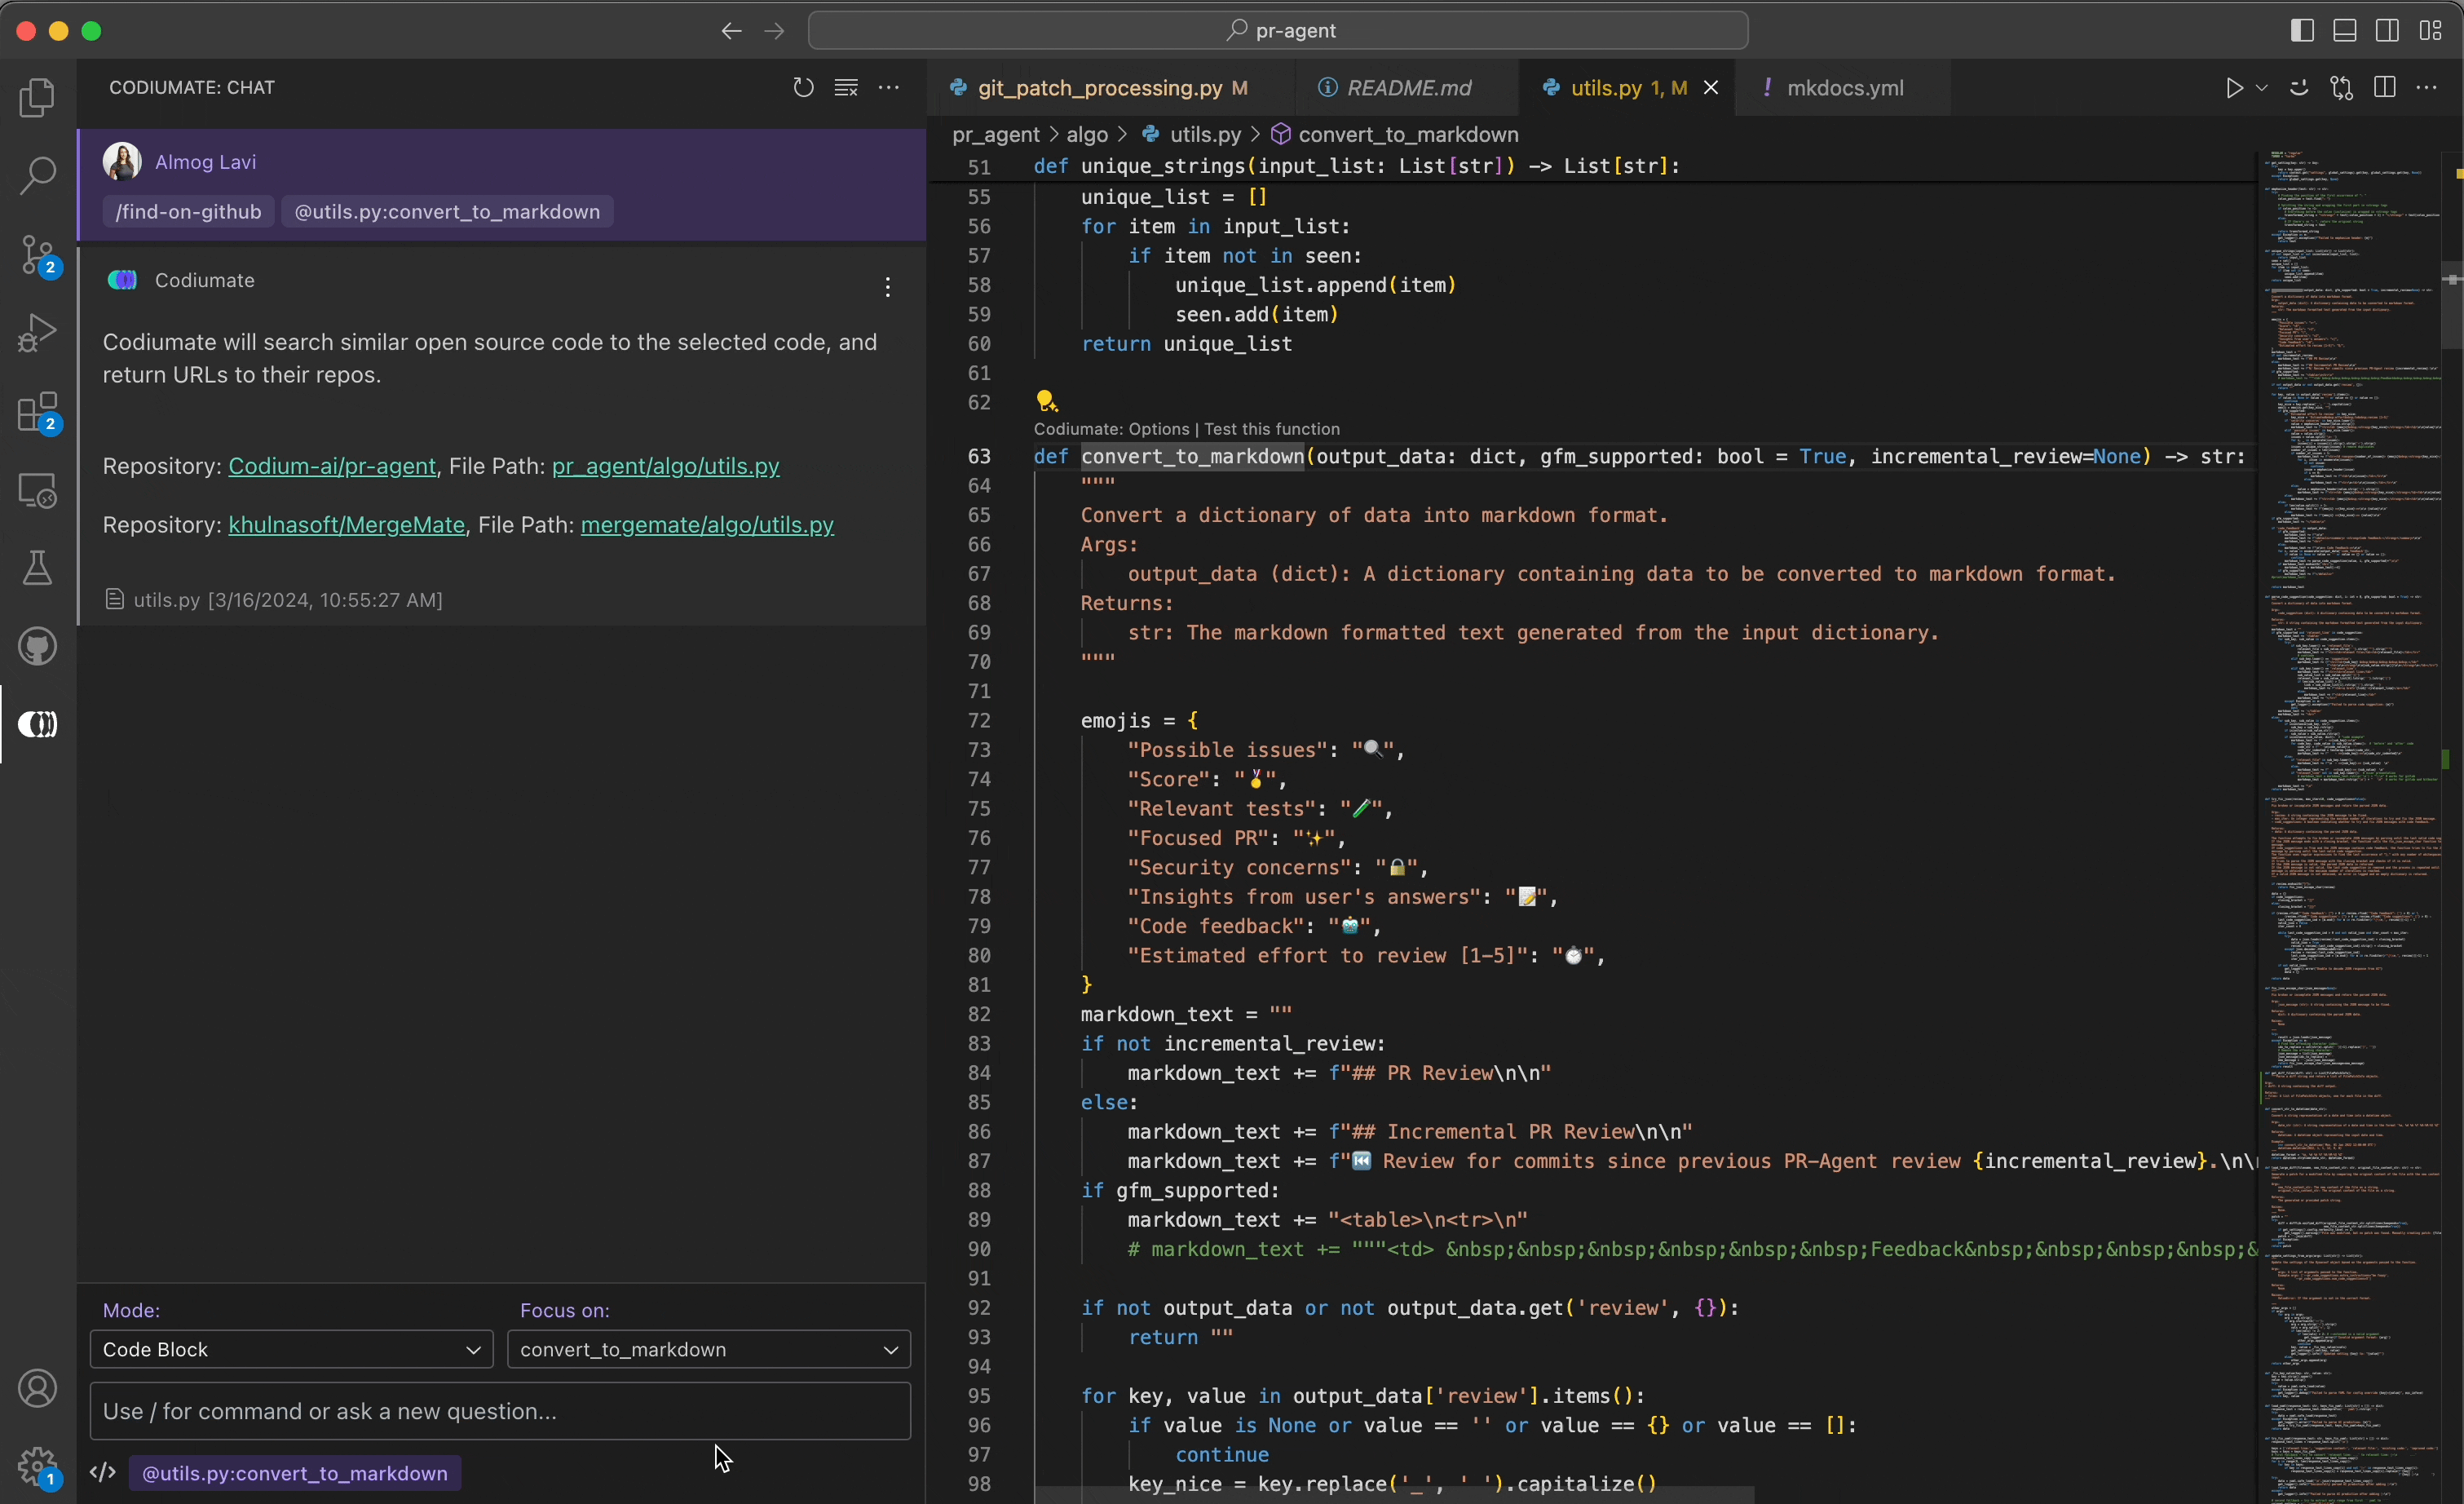 pr-agent
CODIUMATE: CHAT
Almog Lavi
/find-on-github @utils.py:convert_to_markdown
Codiumate
Codiumate will search similar open source code to the selected code, and
return URLs to their repos.
Repository: Codium-ai/pr-agent, File Path: pr_agent/algo/utils.py
Repository: khulnasoft/MergeMate, File Path: mergemate/algo/utils.py
utils.py [3/16/2024, 10:55:27 AM]
2
2
1
Mode:
Code Block
Focus on:
convert_to_markdown
Use / for command or ask a new question...
</> @utils.py:convert_to_markdown
git_patch_processing.py M
README.md
utils.py 1, M
! mkdocs.yml
pr_agent > algo > utils.py > convert_to_markdown
51 def unique_strings(input_list: List[str]) -> List[str]:
55 unique_list = []
56 for item in input_list:
57 if item not in seen:
58 unique_list.append(item)
59 seen.add(item)
60 return unique_list
61
62
Codiumate: Options | Test this function
63 def convert_to_markdown(output_data: dict, gfm_supported: bool = True, incremental_review=None) -> str:
64 """
65 Convert a dictionary of data into markdown format.
66 Args:
67 output_data (dict): A dictionary containing data to be converted to markdown format.
68 Returns:
69 str: The markdown formatted text generated from the input dictionary.
70 """
71
72 emojis = {
73 "Possible issues": "🔍",
74 "Score": "🏅",
75 "Relevant tests": "🧪",
76 "Focused PR": "✨",
77 "Security concerns": "🔒",
78 "Insights from user's answers": "📝",
79 "Code feedback": "🤖",
80 "Estimated effort to review [1-5]": "⏱️",
81 }
82 markdown_text = ""
83 if not incremental_review:
84 markdown_text += f"## PR Review\n\n"
85 else:
86 markdown_text += f"## Incremental PR Review\n\n"
87 markdown_text += f"⏮️ Review for commits since previous PR-Agent review {incremental_review}.\n\
88 if gfm_supported:
89 markdown_text += "<table>\n<tr>\n"
90 # markdown_text += """<td> &nbsp;&nbsp;&nbsp;&nbsp;&nbsp;&nbsp;Feedback&nbsp;&nbsp;&nbsp;&nbsp;&
91
92 if not output_data or not output_data.get('review', {}):
93 return ""
94
95 for key, value in output_data['review'].items():
96 if value is None or value == '' or value == {} or value == []:
97 continue
98 key_nice = key.replace('_', ' ').capitalize()